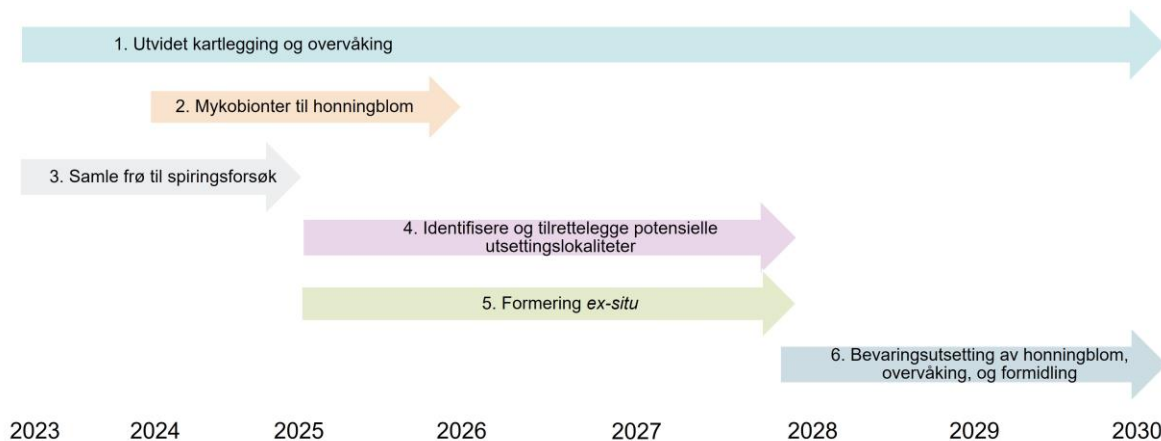 1. Utvidet kartlegging og overvåking
2. Mykobionter til honningblom
3. Samle frø til spiringsforsøk
4. Identifisere og tilrettelegge potensielle
utsettingslokaliteter
5. Formering ex-situ
6. Bevaringsutsetting av honningblom,
overvåking, og formidling
2023 2024 2025 2026 2027 2028 2029 2030